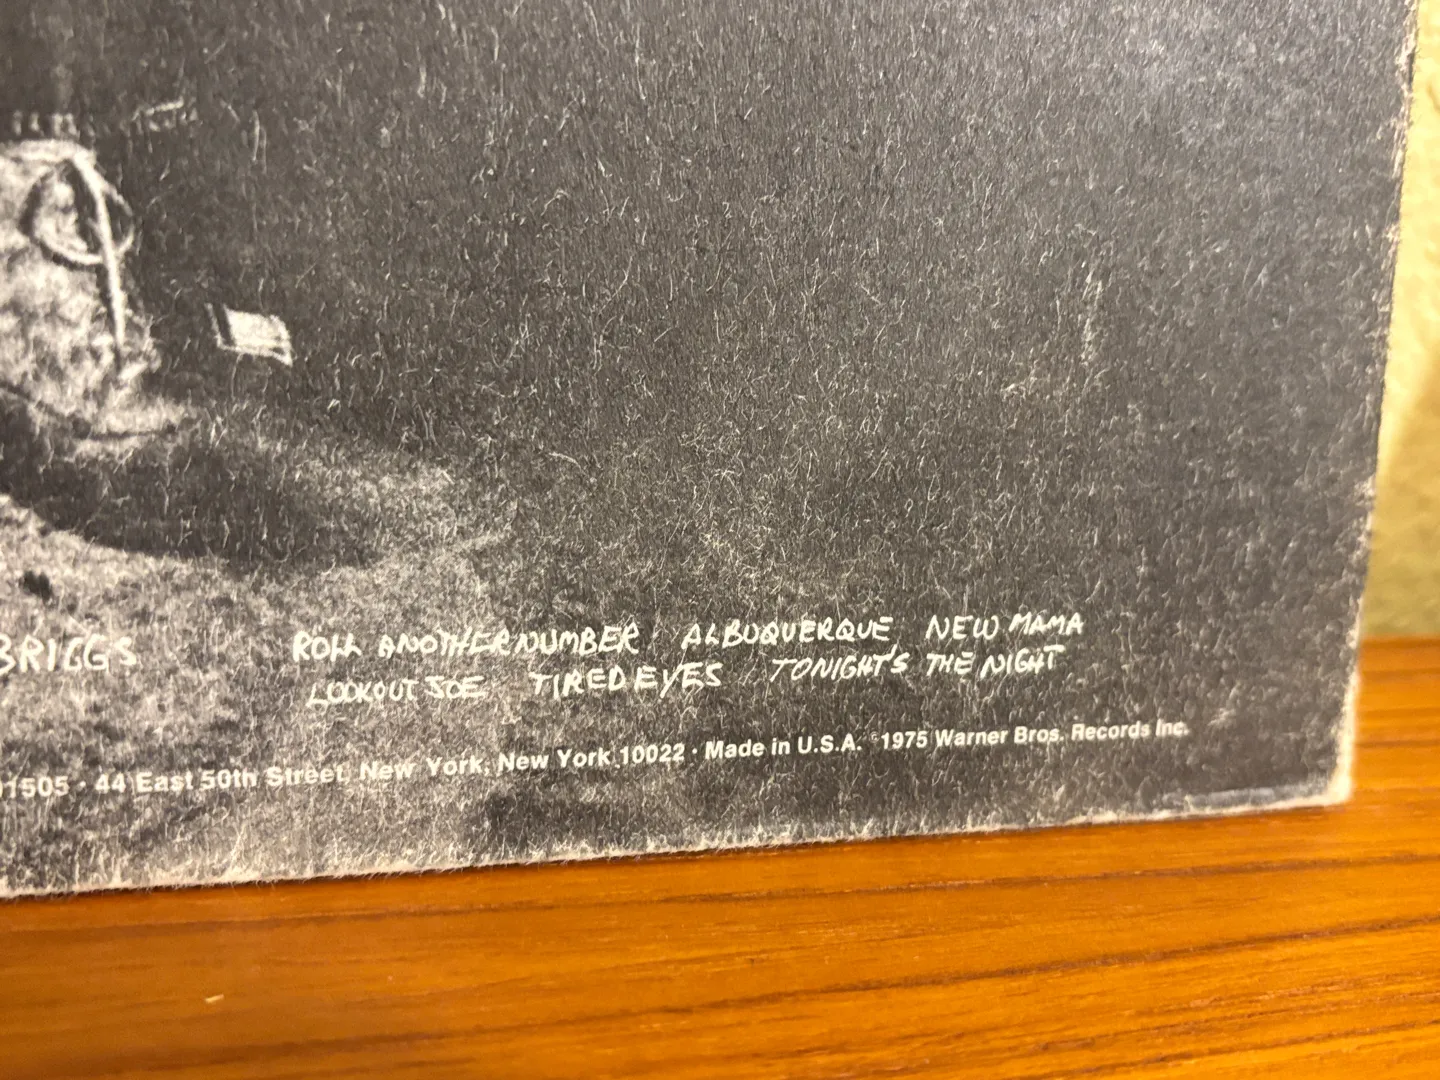 BRIGGS ROLL ANOTHER NUMBER ALBUQUERQUE NEW MAMA
LOOKOUT JOE TIRED EYES TONIGHT'S THE NIGHT
1505 · 44 East 50th Street, New York, New York 10022 · Made in U.S.A. ©1975 Warner Bros. Records Inc.